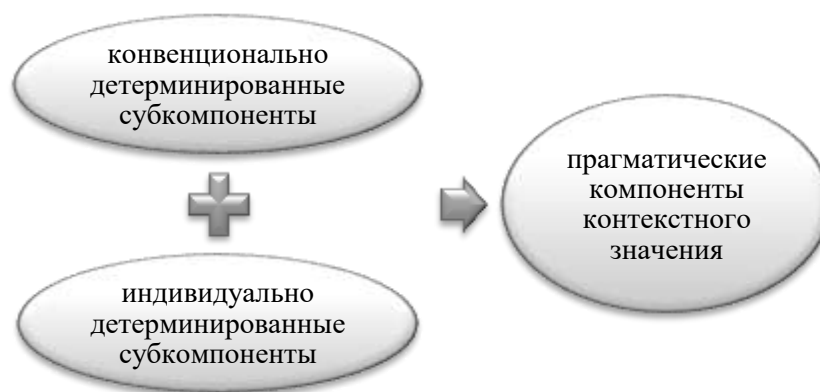 конвенционально
детерминированные
субкомпоненты
индивидуально
детерминированные
субкомпоненты
прагматические
компоненты
контекстного
значения